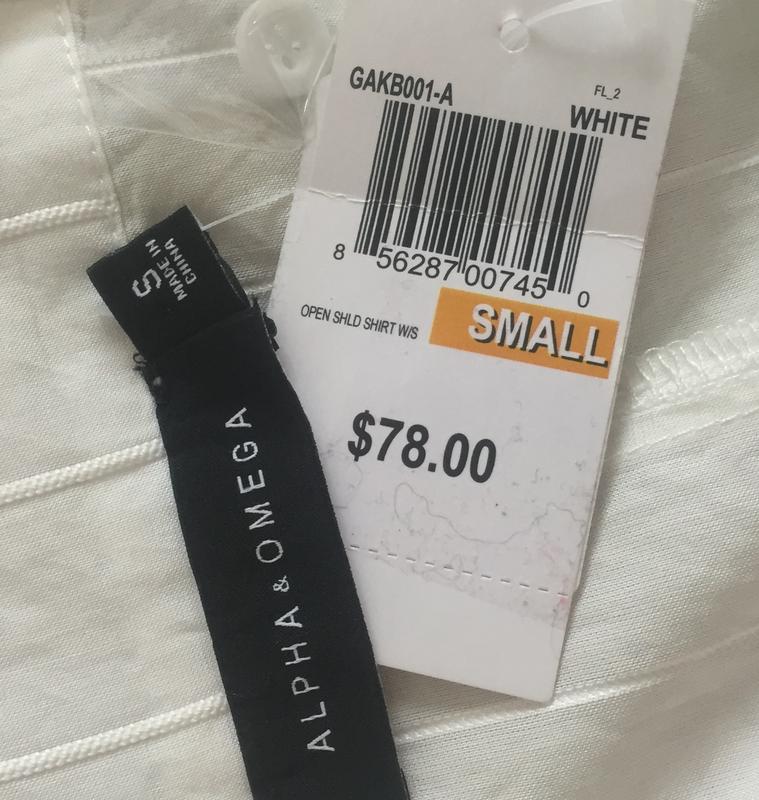 GAKB001-A
FL_2
WHITE
8 56287 00745 0
OPEN SHLD SHIRT W/S
SMALL
$78.00
S
MADE IN
CHINA
ALPHA & OMEGA